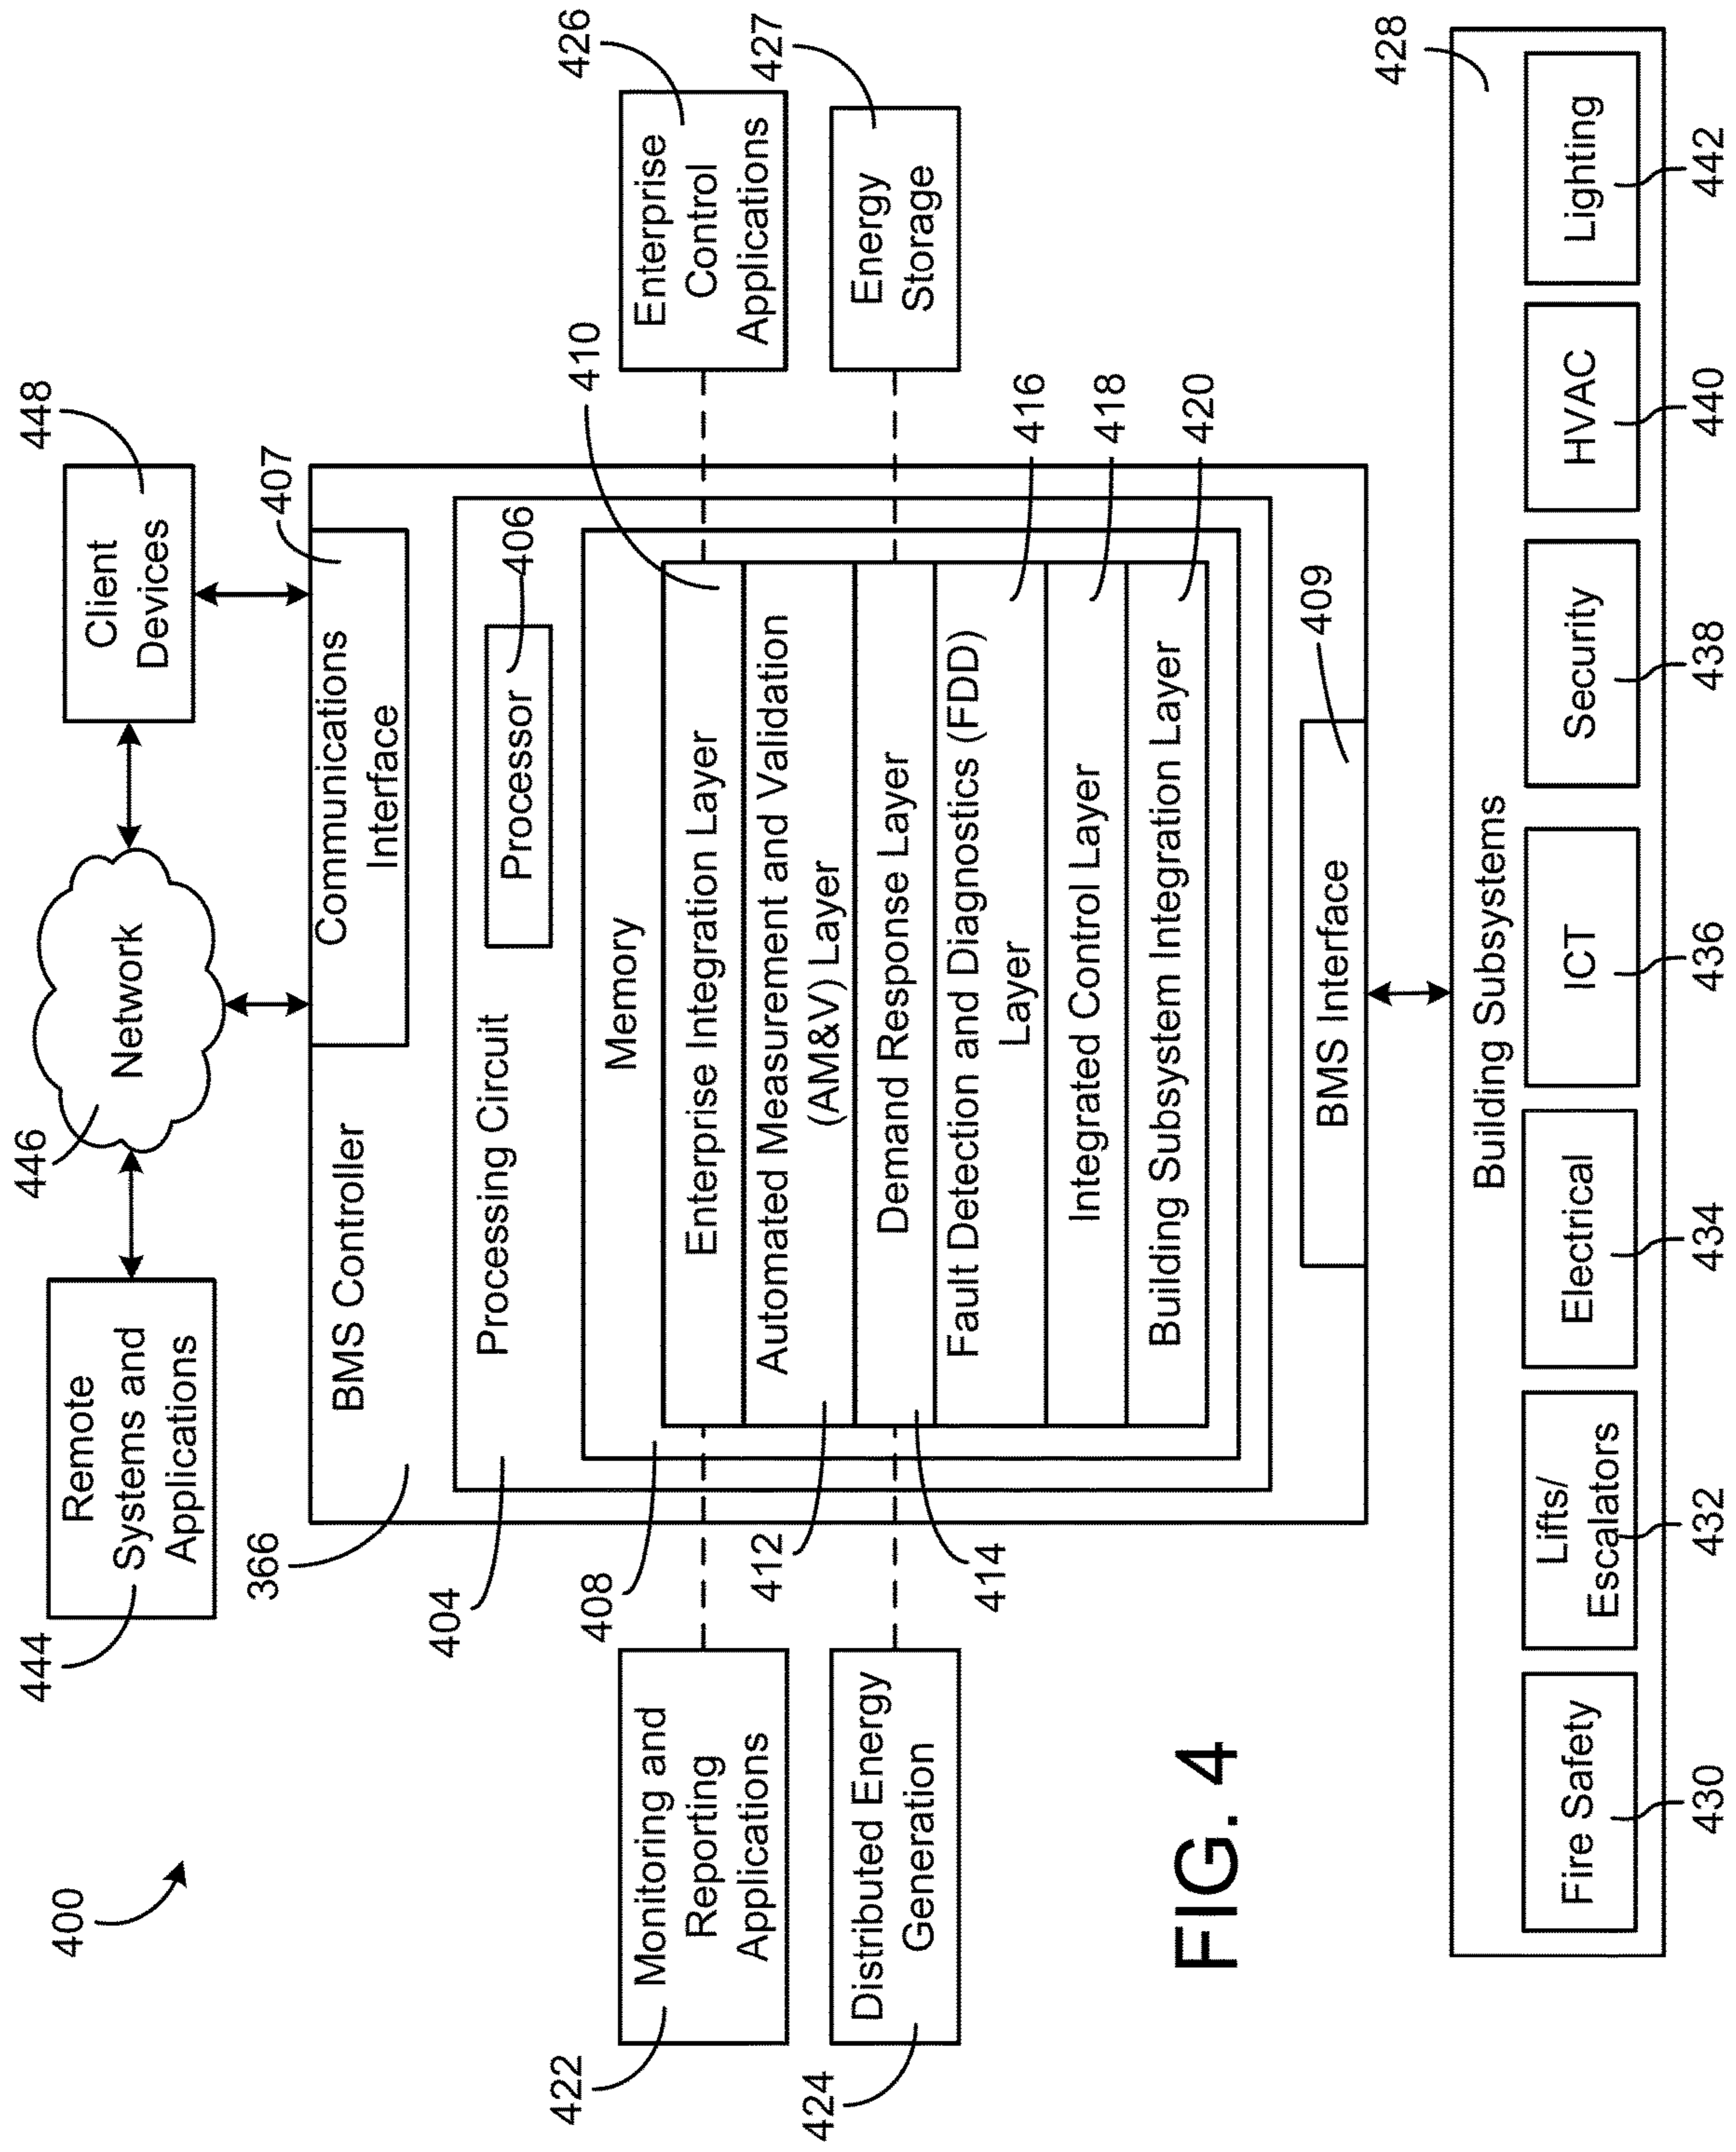 400
444
Remote
Systems and
Applications
446
Network
448
Client
Devices
366
BMS Controller
407
Communications
Interface
404
Processing Circuit
Processor
406
408
Memory
410
Enterprise Integration Layer
412
Automated Measurement and Validation
(AM&V) Layer
414
Demand Response Layer
Fault Detection and Diagnostics (FDD)
Layer
416
Integrated Control Layer
418
Building Subsystem Integration Layer
420
BMS Interface
409
422
Monitoring and
Reporting
Applications
424
Distributed Energy
Generation
426
Enterprise
Control
Applications
427
Energy
Storage
FIG. 4
428
Building Subsystems
Fire Safety
Lifts/
Escalators
Electrical
ICT
Security
HVAC
Lighting
430
432
434
436
438
440
442